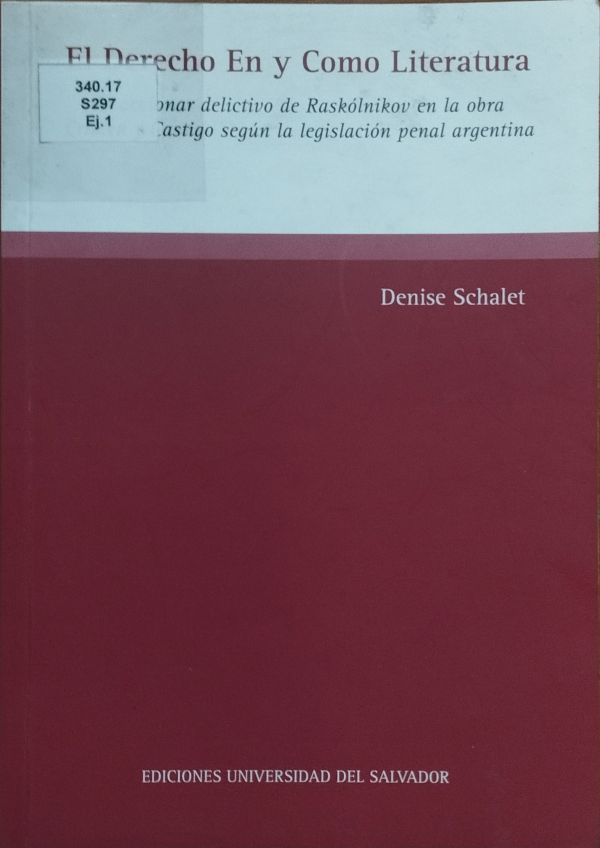 El Derecho En y Como Literatura
340.17
S297
Ej.1
onar delictivo de Raskólnikov en la obra
Castigo según la legislación penal argentina
Denise Schalet
EDICIONES UNIVERSIDAD DEL SALVADOR